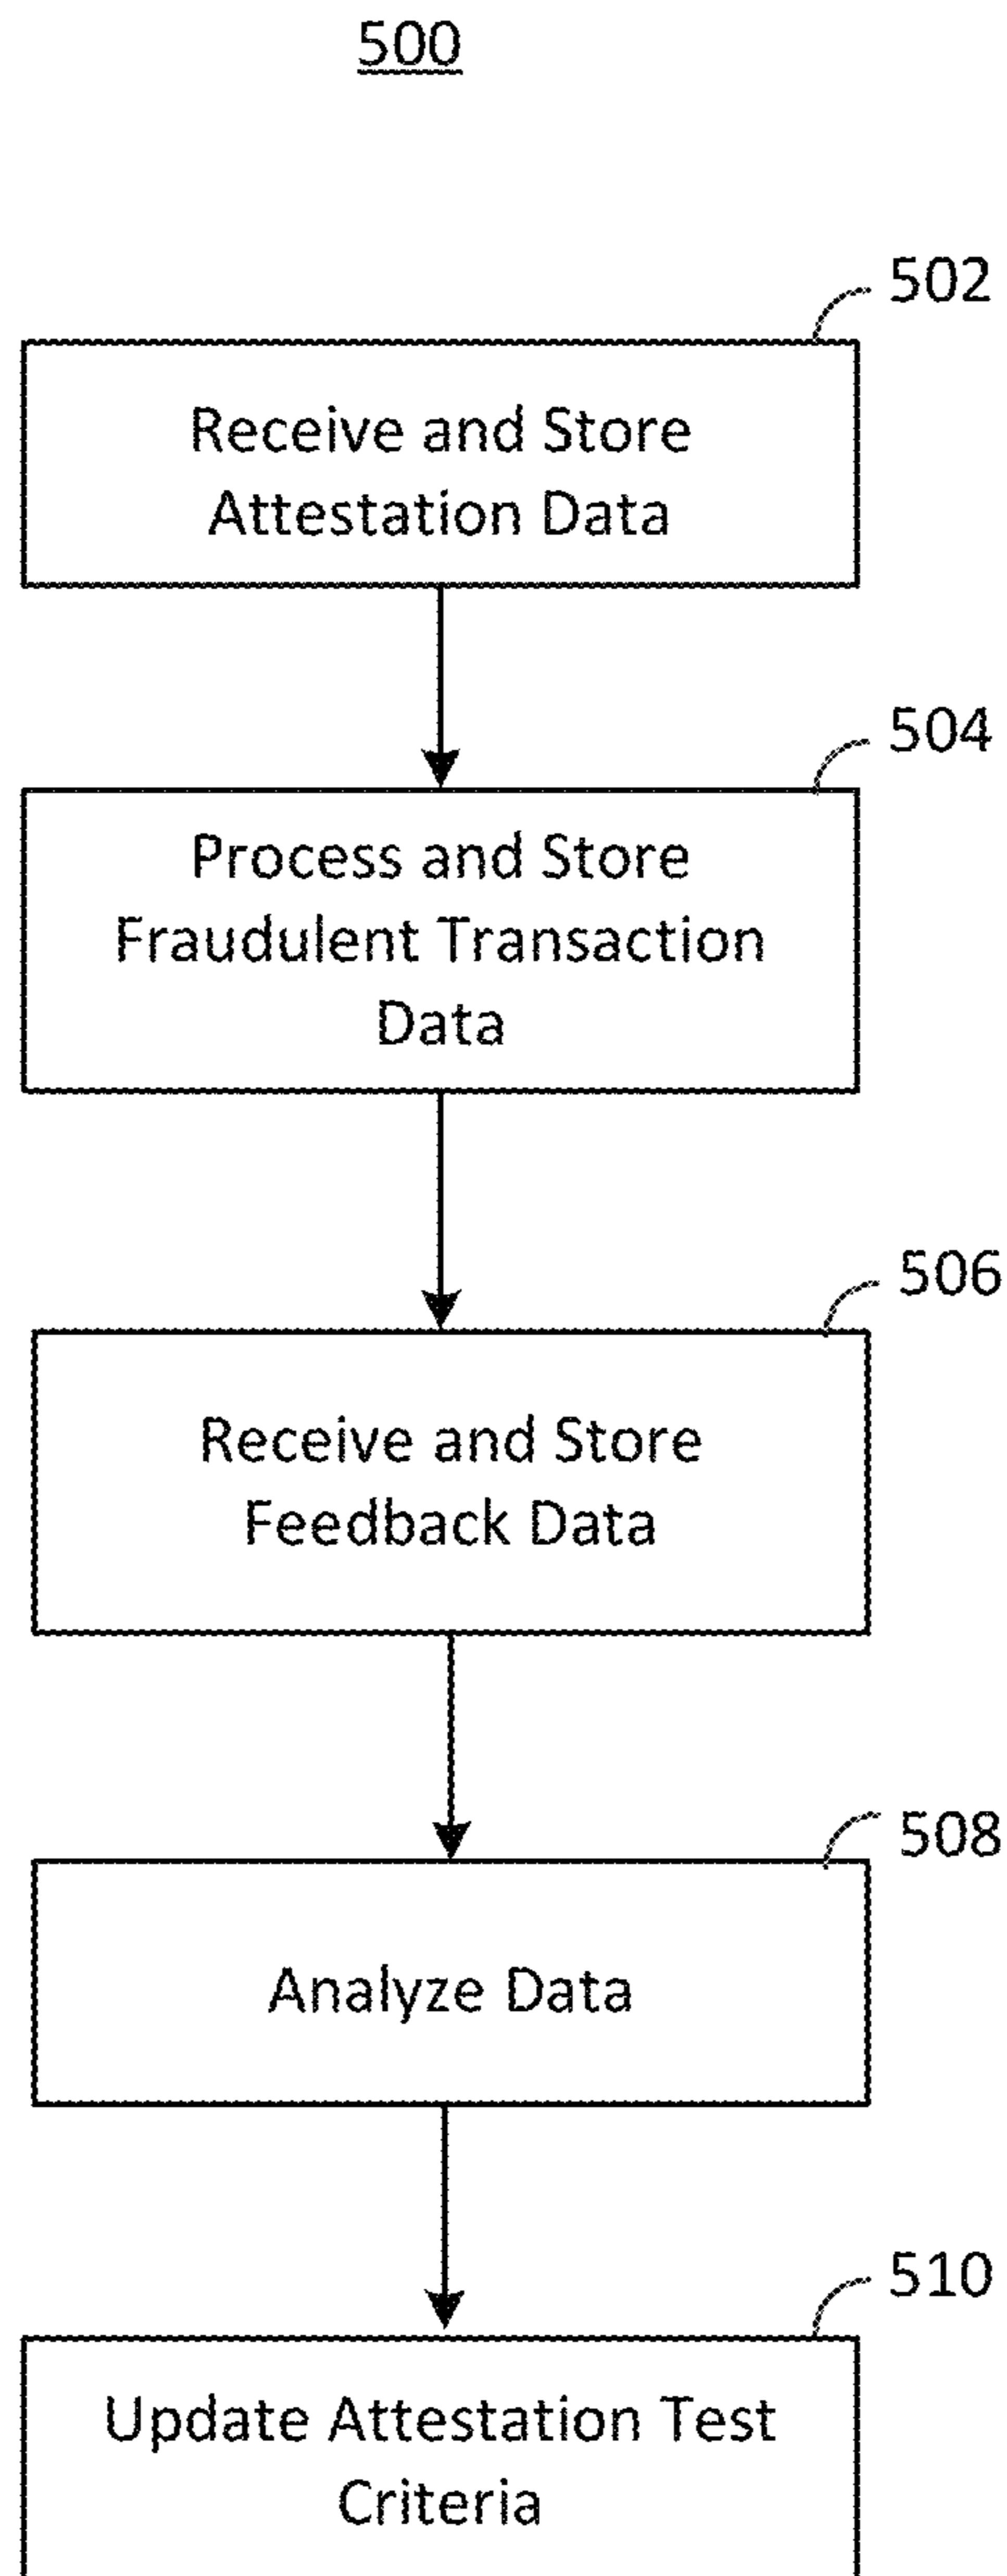 500
502
Receive and Store
Attestation Data
504
Process and Store
Fraudulent Transaction
Data
506
Receive and Store
Feedback Data
508
Analyze Data
510
Update Attestation Test
Criteria